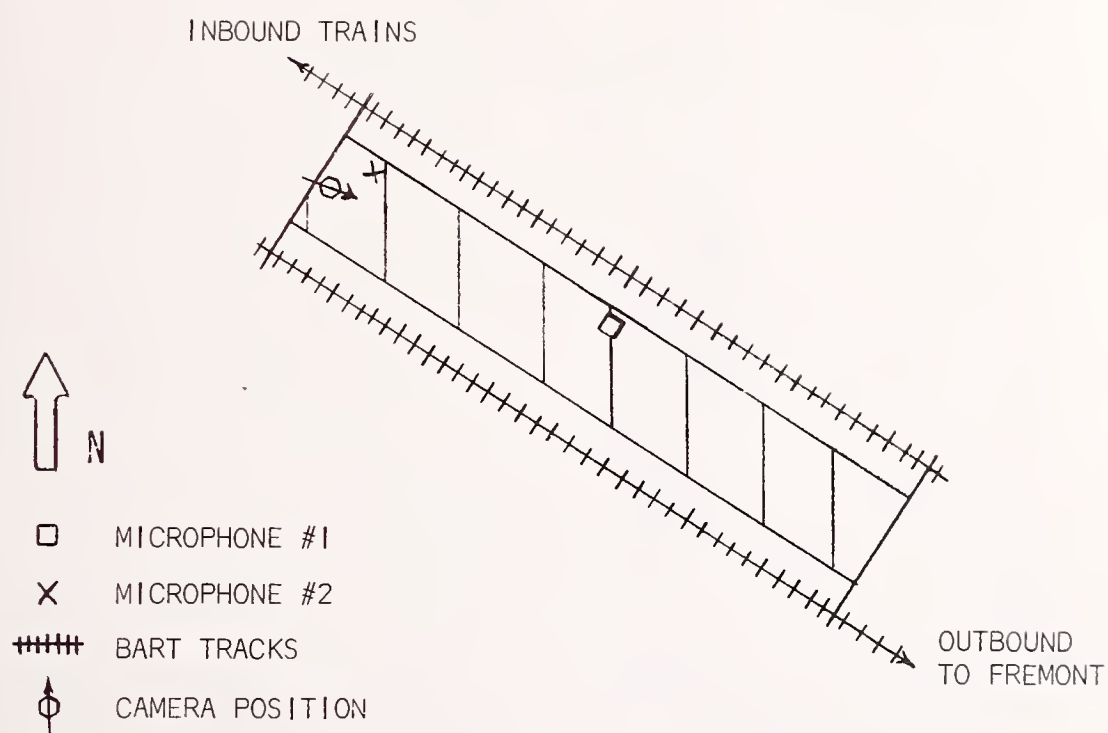 INBOUND TRAINS
N
MICROPHONE #1
MICROPHONE #2
BART TRACKS
CAMERA POSITION
OUTBOUND
TO FREMONT